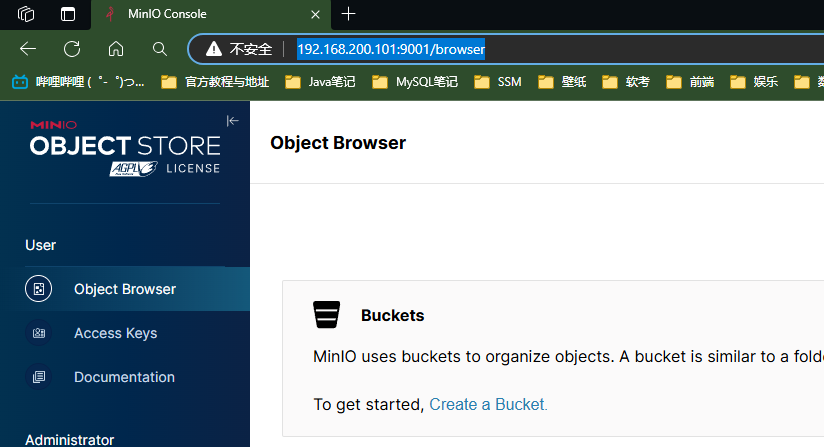 MinIO Console
不安全 192.168.200.101:9001/browser
哔哩哔哩 (゜-゜)つ... 官方教程与地址 Java笔记 MySQL笔记 SSM 壁纸 软考 前端 娱乐
MINIO
OBJECT STORE
AGPLV3 LICENSE
Object Browser
User
Object Browser
Access Keys
Documentation
Administrator
Buckets
MinIO uses buckets to organize objects. A bucket is similar to a
To get started, Create a Bucket.